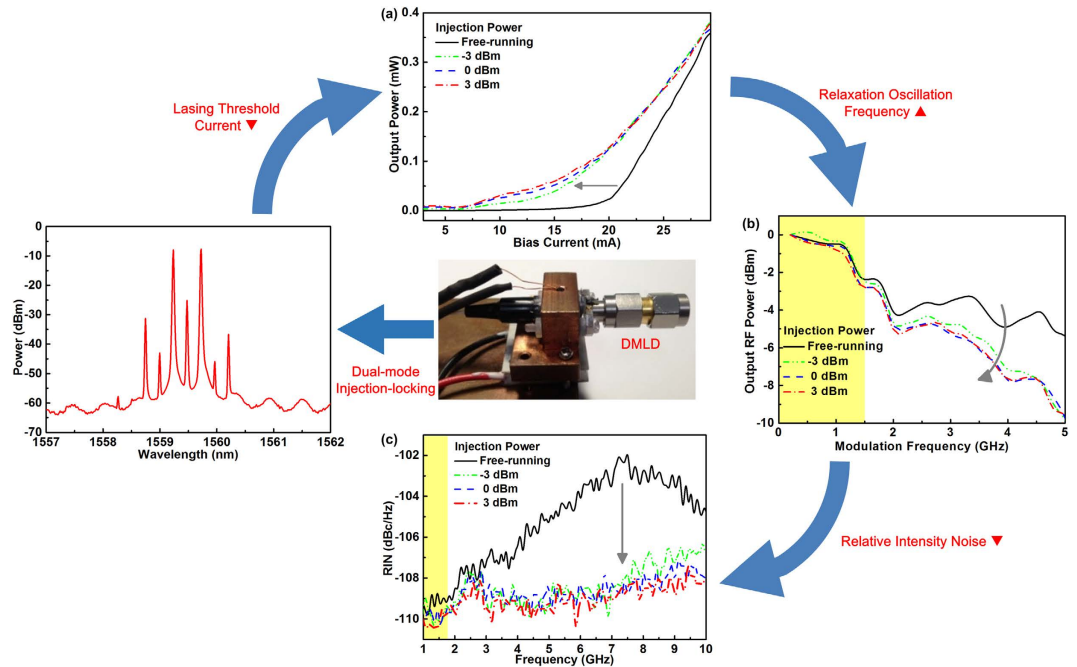 (a)
0.4
0.3
0.2
0.1
0.0
Output Power (mW)
Injection Power
Free-running
-3 dBm
0 dBm
3 dBm
5 10 15 20 25
Bias Current (mA)
Lasing Threshold
Current ▼
Relaxation Oscillation
Frequency ▲
0
-10
-20
-30
-40
-50
-60
-70
Power (dBm)
1557 1558 1559 1560 1561 1562
Wavelength (nm)
Dual-mode
Injection-locking
DMLD
(b)
0
-2
-4
-6
-8
-10
Output RF Power (dBm)
Injection Power
Free-running
-3 dBm
0 dBm
3 dBm
0 1 2 3 4 5
Modulation Frequency (GHz)
(c)
-102
-104
-106
-108
-110
RIN (dBc/Hz)
Injection Power
Free-running
-3 dBm
0 dBm
3 dBm
1 2 3 4 5 6 7 8 9 10
Frequency (GHz)
Relative Intensity Noise ▼